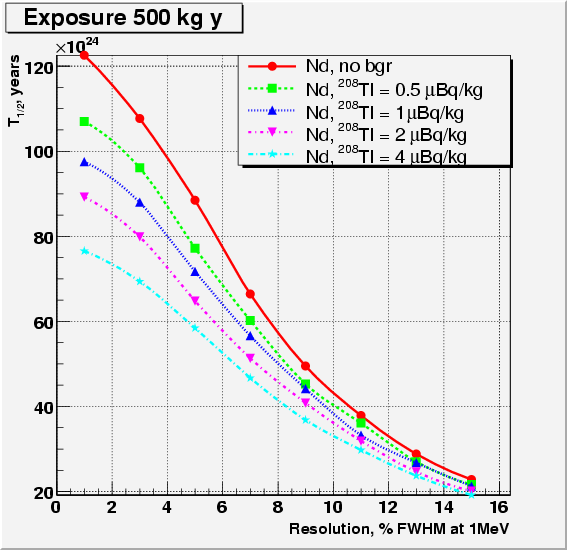 Exposure 500 kg y
×10²⁴
T₁/₂, years
120
100
80
60
40
20
Nd, no bgr
Nd, ²⁰⁸Tl = 0.5 μBq/kg
Nd, ²⁰⁸Tl = 1μBq/kg
Nd, ²⁰⁸Tl = 2 μBq/kg
Nd, ²⁰⁸Tl = 4 μBq/kg
0 2 4 6 8 10 12 14 16
Resolution, % FWHM at 1MeV